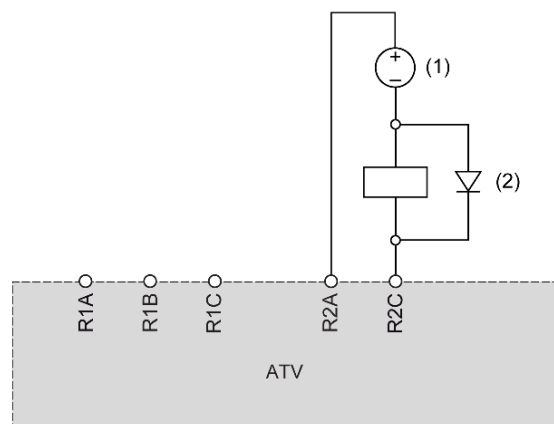 +
(1)
−
(2)
R1A
R1B
R1C
R2A
R2C
ATV